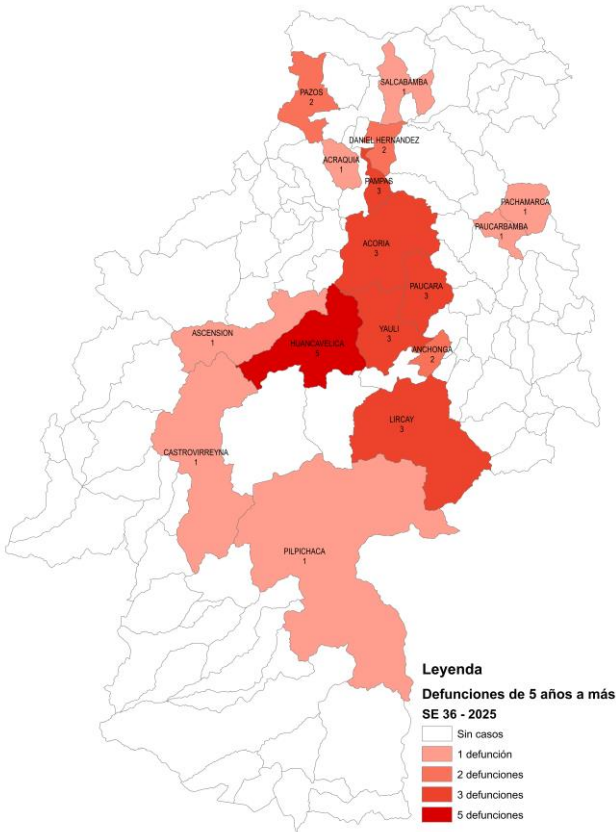 SALCABAMBA
1
PAZOS
2
DANIEL HERNANDEZ
2
ACRAQUIA
1
PAMPAS
3
PACHAMARCA
1
PAUCARBAMBA
1
ACORIA
3
PAUCARA
3
ASCENSION
1
HUANCAVELICA
5
YAULI
3
ANCHONGA
2
LIRCAY
3
CASTROVIRREYNA
1
PILPICHACA
1
Leyenda
Defunciones de 5 años a más
SE 36 - 2025
Sin casos
1 defunción
2 defunciones
3 defunciones
5 defunciones